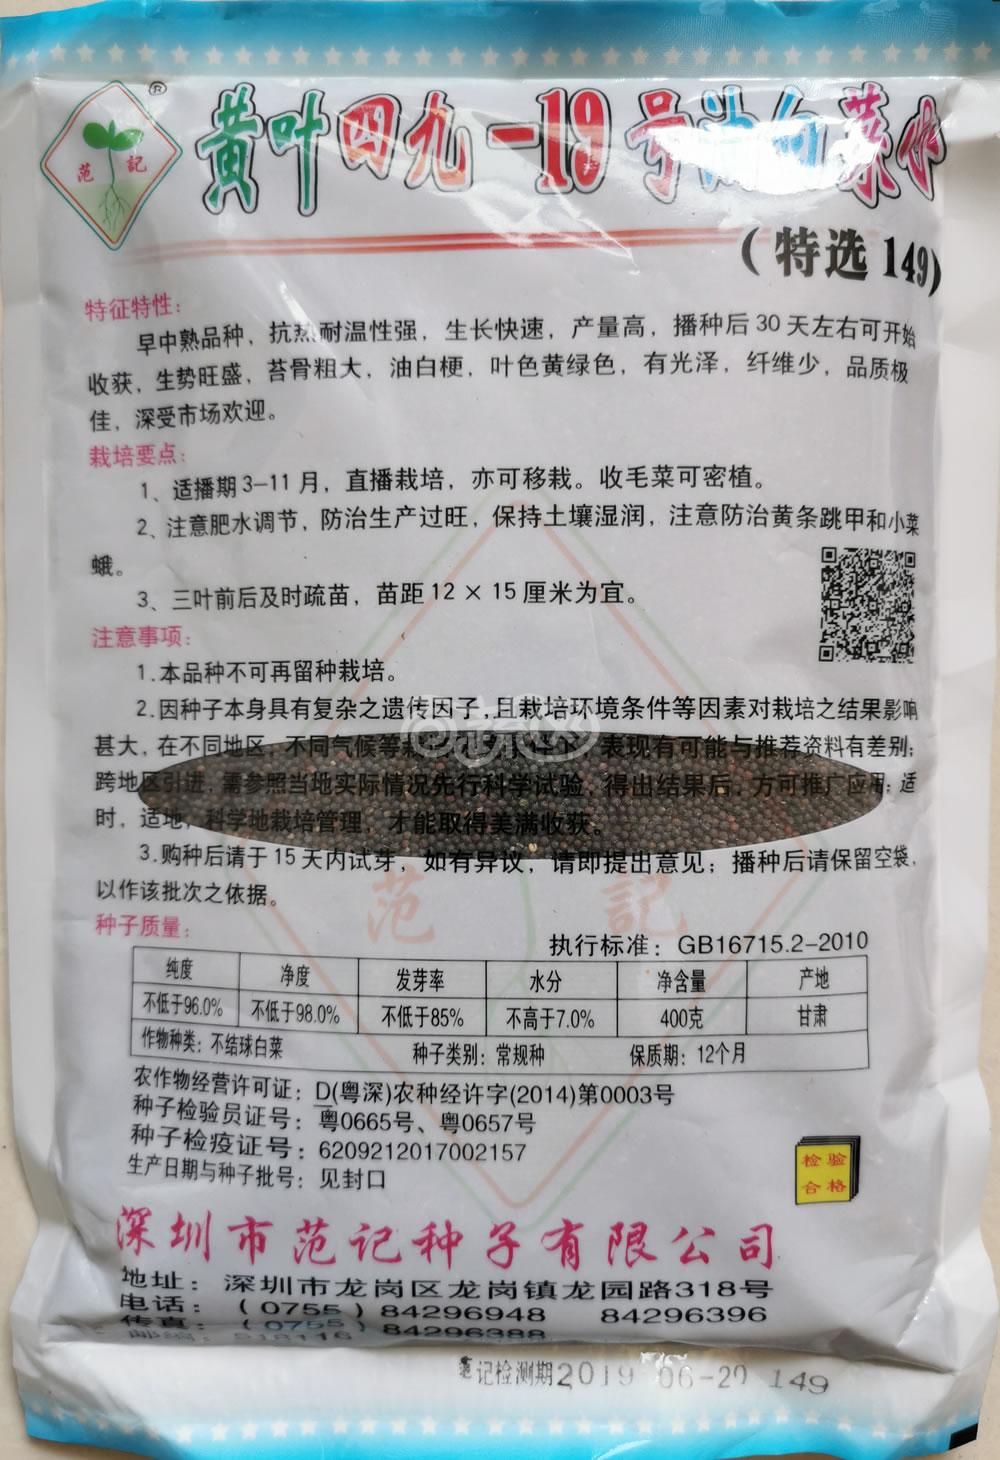 范記
®
黄叶四九-19号油白菜心
(特选149)
特征特性:
早中熟品种，抗热耐温性强，生长快速，产量高，播种后30天左右可开始
收获，生势旺盛，苔骨粗大，油白梗，叶色黄绿色，有光泽，纤维少，品质极
佳，深受市场欢迎。
栽培要点:
1、适播期3-11月，直播栽培，亦可移栽。收毛菜可密植。
2、注意肥水调节，防治生产过旺，保持土壤湿润，注意防治黄条跳甲和小菜
蛾。
3、三叶前后及时疏苗，苗距12×15厘米为宜。
注意事项:
1.本品种不可再留种栽培。
2.因种子本身具有复杂之遗传因子,且栽培环境条件等因素对栽培之结果影响
甚大，在不同地区、不同气候等栽 表现有可能与推荐资料有差别;
跨地区引进，需参照当地实际情况先行科学试验，得出结果后，方可推广应用;适
时，适地，科学地栽培管理，才能取得美满收获。
3.购种后请于15天内试芽，如有异议，请即提出意见；播种后请保留空袋,
以作该批次之依据。
范記
种子质量:
执行标准：GB16715.2-2010
纯度 净度 发芽率 水分 净含量 产地
不低于96.0% 不低于98.0% 不低于85% 不高于7.0% 400克 甘肃
作物种类：不结球白菜 种子类别：常规种 保质期：12个月
农作物经营许可证：D(粤深)农种经许字(2014)第0003号
种子检验员证号：粤0665号、粤0657号
种子检疫证号：6209212017002157
生产日期与种子批号：见封口
检验
合格
深圳市范记种子有限公司
地址：深圳市龙岗区龙岗镇龙园路318号
电话：(0755)84296948 84296396
传真：(0755)84296388
邮编：518116
范记检测期2019 06-20 149